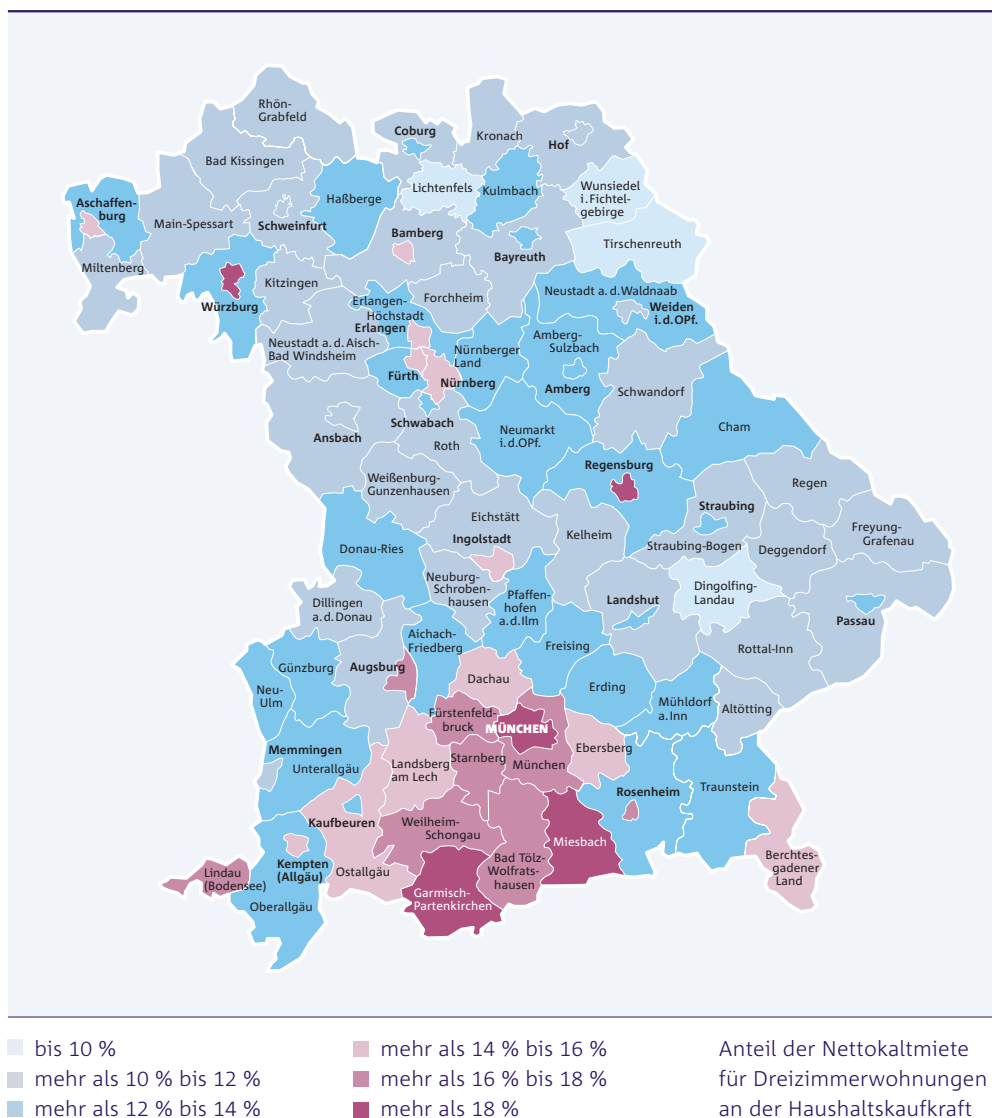 Rhön-
Grabfeld
Coburg
Kronach
Hof
Bad Kissingen
Lichtenfels
Kulmbach
Wunsiedel
i. Fichtel-
gebirge
Aschaffen-
burg
Haßberge
Main-Spessart
Schweinfurt
Bamberg
Tirschenreuth
Bayreuth
Miltenberg
Kitzingen
Würzburg
Forchheim
Neustadt a. d. Waldnaab
Erlangen-
Höchstadt
Erlangen
Weiden
i. d. OPf.
Neustadt a. d. Aisch-
Bad Windsheim
Nürnberger
Land
Amberg-
Sulzbach
Fürth
Nürnberg
Amberg
Schwandorf
Schwabach
Ansbach
Roth
Neumarkt
i. d. OPf.
Cham
Regensburg
Weißenburg-
Gunzenhausen
Regen
Straubing
Eichstätt
Ingolstadt
Kelheim
Freyung-
Grafenau
Donau-Ries
Straubing-Bogen
Deggendorf
Neuburg-
Schroben-
hausen
Pfaffen-
hofen
a. d. Ilm
Dingolfing-
Landau
Dillingen
a. d. Donau
Landshut
Passau
Aichach-
Friedberg
Freising
Rottal-Inn
Günzburg
Augsburg
Neu-
Ulm
Dachau
Erding
Mühldorf
a. Inn
Altötting
Fürstenfeld-
bruck
MÜNCHEN
Ebersberg
Memmingen
Unterallgäu
Landsberg
am Lech
Starnberg
München
Rosenheim
Traunstein
Kaufbeuren
Weilheim-
Schongau
Miesbach
Kempten
(Allgäu)
Ostallgäu
Bad Tölz-
Wolfrats-
hausen
Berchtes-
gadener
Land
Lindau
(Bodensee)
Garmisch-
Partenkirchen
Oberallgäu
bis 10 %
mehr als 10 % bis 12 %
mehr als 12 % bis 14 %
mehr als 14 % bis 16 %
mehr als 16 % bis 18 %
mehr als 18 %
Anteil der Nettokaltmiete
für Dreizimmerwohnungen
an der Haushaltskaufkraft